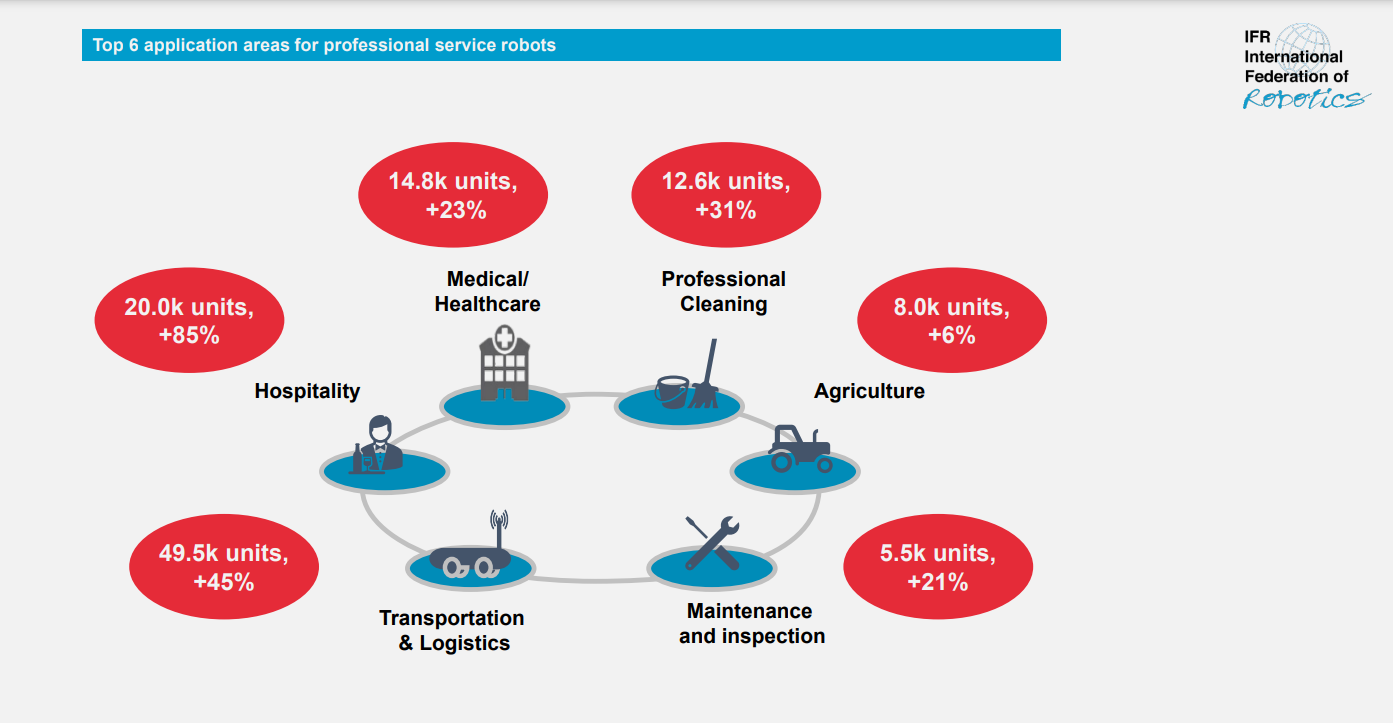 Top 6 application areas for professional service robots
IFR
International
Federation of
Robotics
14.8k units,
+23%
12.6k units,
+31%
Medical/
Healthcare
Professional
Cleaning
20.0k units,
+85%
8.0k units,
+6%
Hospitality
Agriculture
49.5k units,
+45%
5.5k units,
+21%
Transportation
& Logistics
Maintenance
and inspection